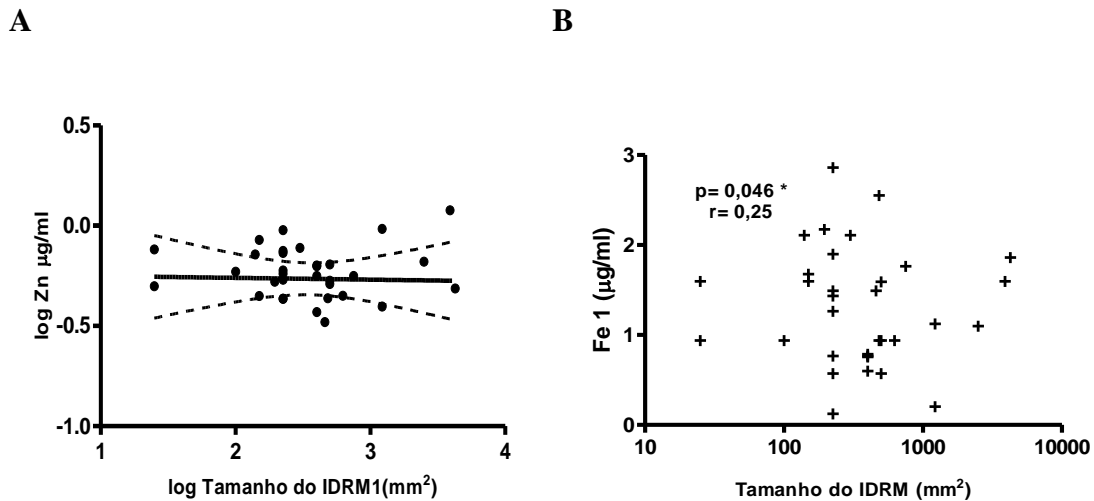 A
B
0.5
0.0
-0.5
-1.0
log Zn µg/ml
1
2
3
4
log Tamanho do IDRM1(mm²)
3
2
1
0
Fe 1 (µg/ml)
p= 0,046 *
r= 0,25
10
100
1000
10000
Tamanho do IDRM (mm²)